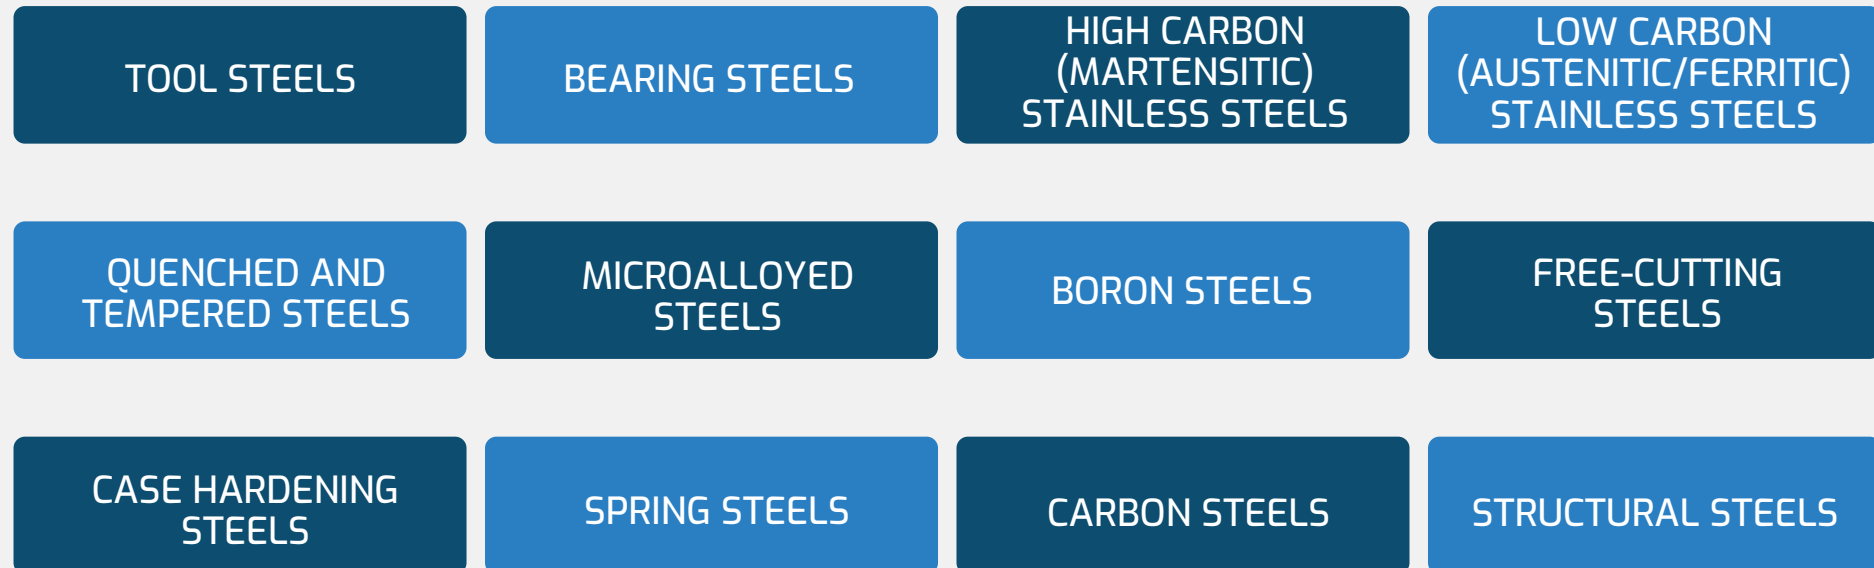 TOOL STEELS
BEARING STEELS
HIGH CARBON
(MARTENSITIC)
STAINLESS STEELS
LOW CARBON
(AUSTENITIC/FERRITIC)
STAINLESS STEELS
QUENCHED AND
TEMPERED STEELS
MICROALLOYED
STEELS
BORON STEELS
FREE-CUTTING
STEELS
CASE HARDENING
STEELS
SPRING STEELS
CARBON STEELS
STRUCTURAL STEELS